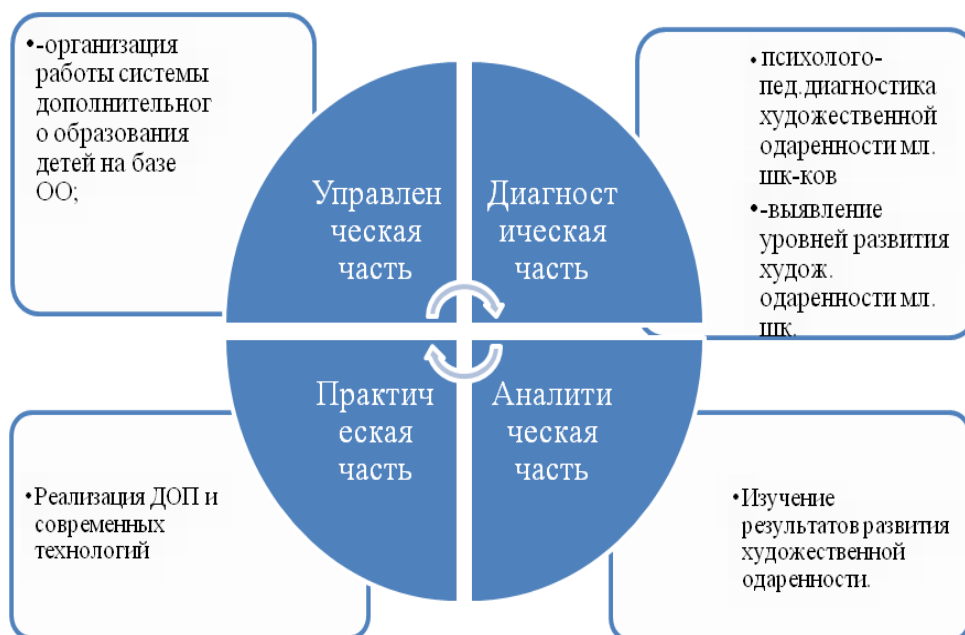 •-организация
работы системы
дополнительног
о образования
детей на базе
ОО;
Управлен
ческая
часть
Диагност
ическая
часть
• психолого-
пед.диагностика
художественной
одаренности мл.
шк-ков
•-выявление
уровней развития
худож.
одаренности мл.
шк.
•Реализация ДОП и
современных
технологий
Практич
еская
часть
Аналити
ческая
часть
•Изучение
результатов развития
художественной
одаренности.